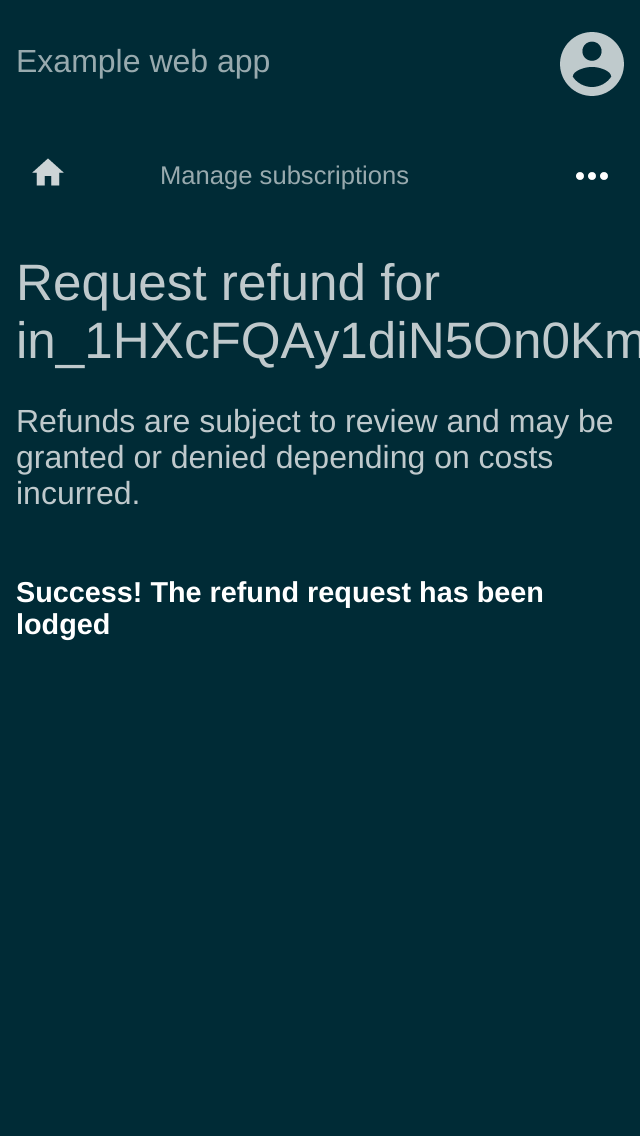 Example web app
Manage subscriptions
Request refund for
in_1HXcFQAy1diN5On0Km
Refunds are subject to review and may be
granted or denied depending on costs
incurred.
Success! The refund request has been
lodged